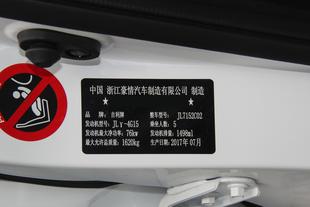 中国 浙江豪情汽车制造有限公司 制造
品 牌：吉利牌 整车型号：JL7152C02
发动机型号：JLγ-4G15 乘坐人数：5
发动机最大功率：76kw 发动机排量：1498ml
最大允许总质量：1620kg 生产日期：2017年07月